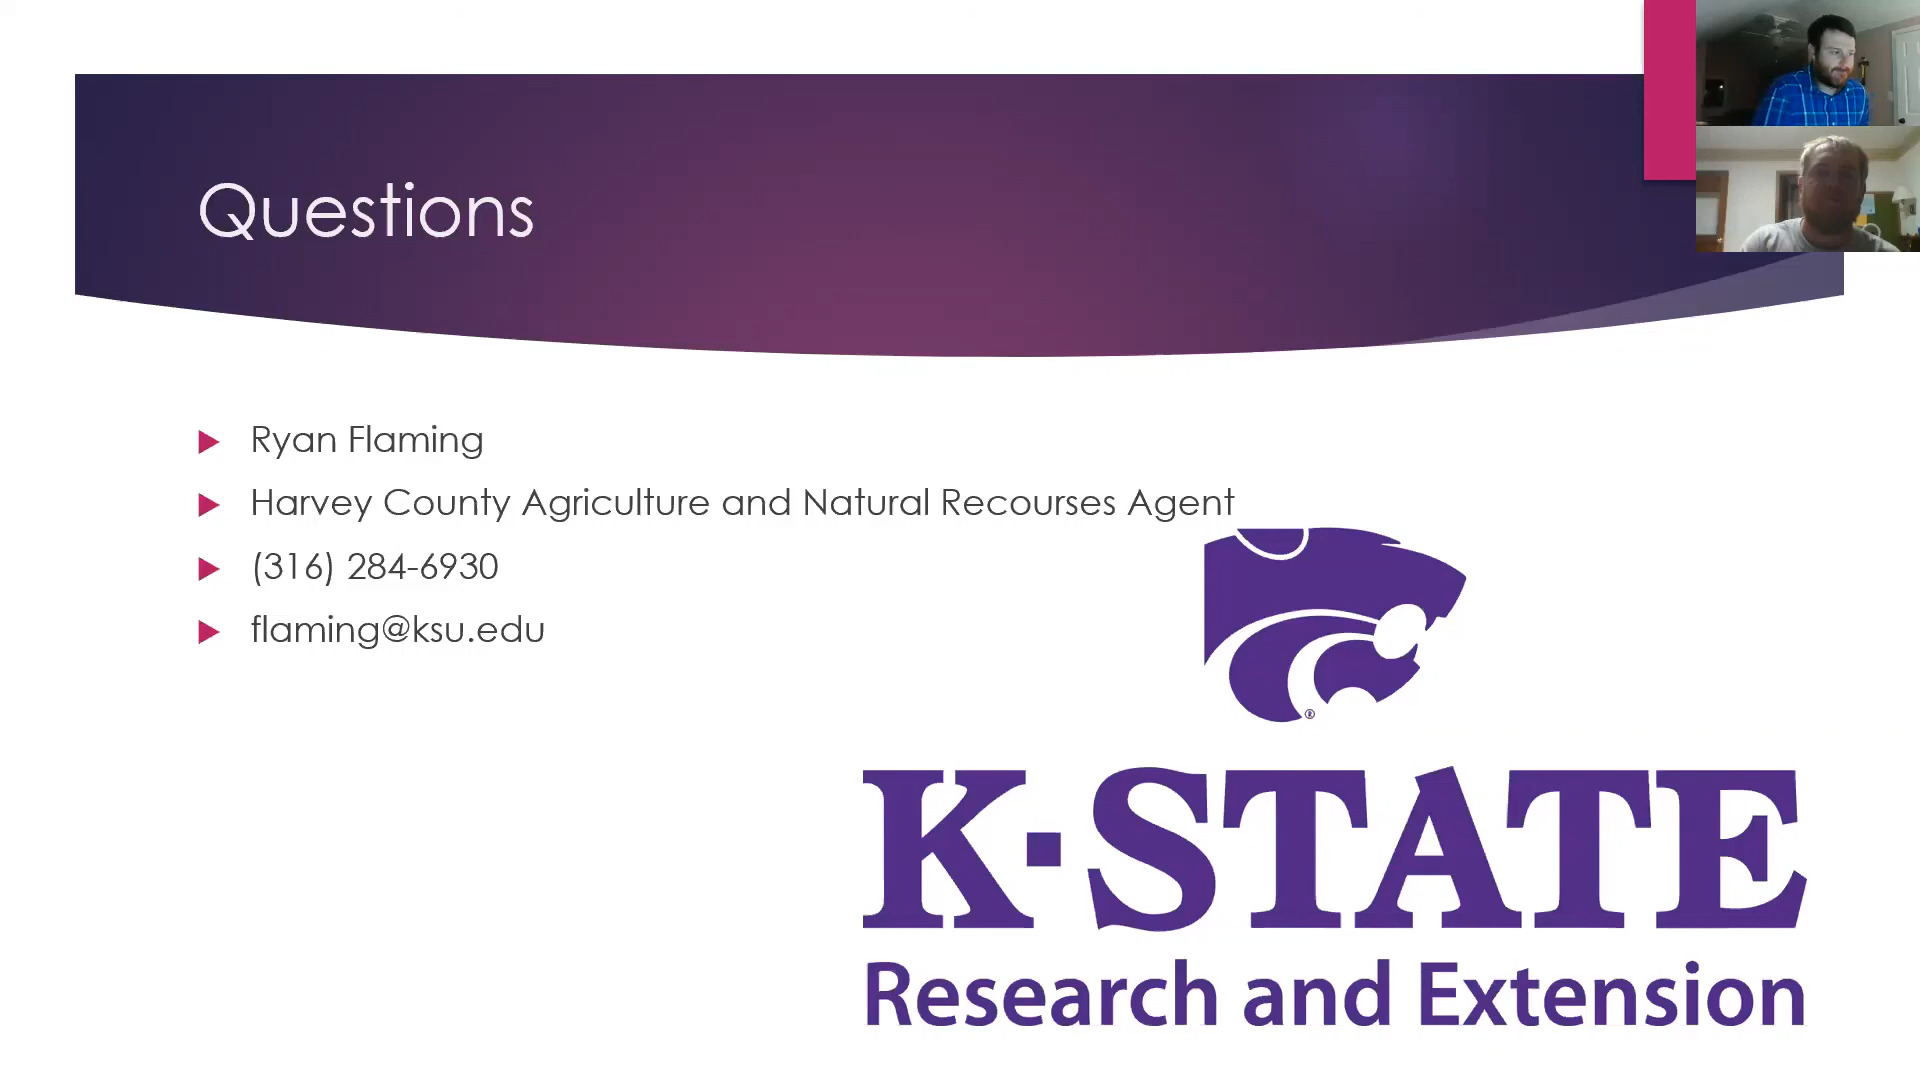 Questions
Ryan Flaming
Harvey County Agriculture and Natural Recourses Agent
(316) 284-6930
flaming@ksu.edu
®
K·STATE
Research and Extension